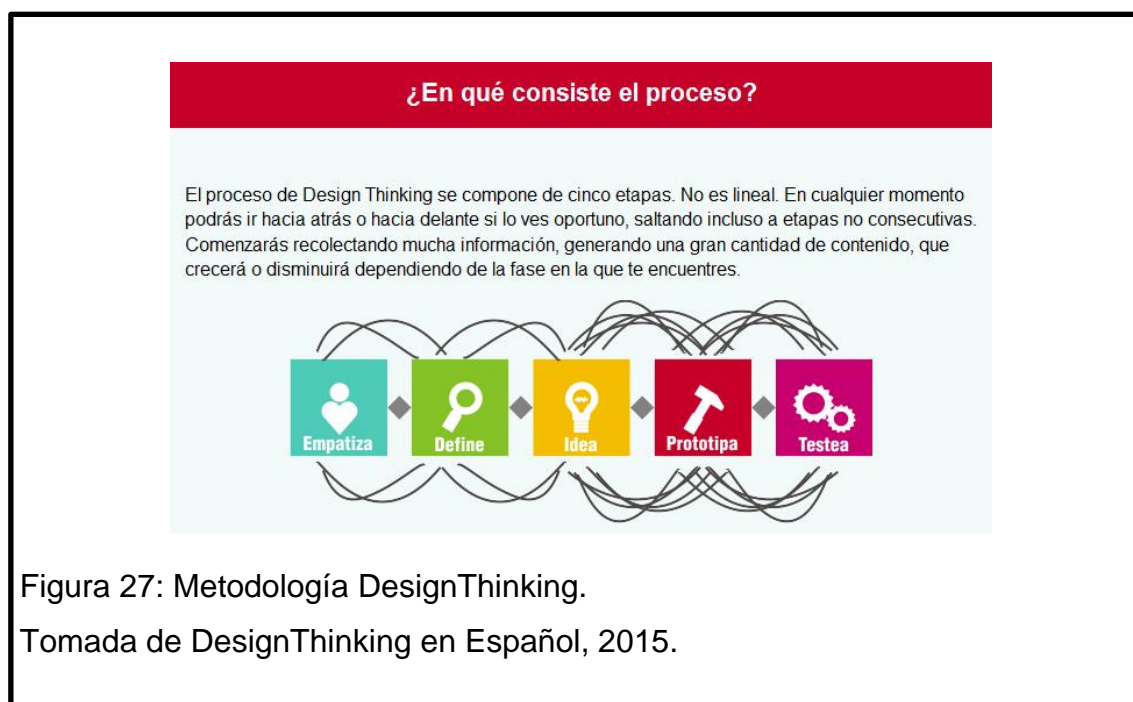 ¿En qué consiste el proceso?
El proceso de Design Thinking se compone de cinco etapas. No es lineal. En cualquier momento
podrás ir hacia atrás o hacia delante si lo ves oportuno, saltando incluso a etapas no consecutivas.
Comenzarás recolectando mucha información, generando una gran cantidad de contenido, que
crecerá o disminuirá dependiendo de la fase en la que te encuentres.
Empatiza
Define
Idea
Prototipa
Testea
Figura 27: Metodología DesignThinking.
Tomada de DesignThinking en Español, 2015.